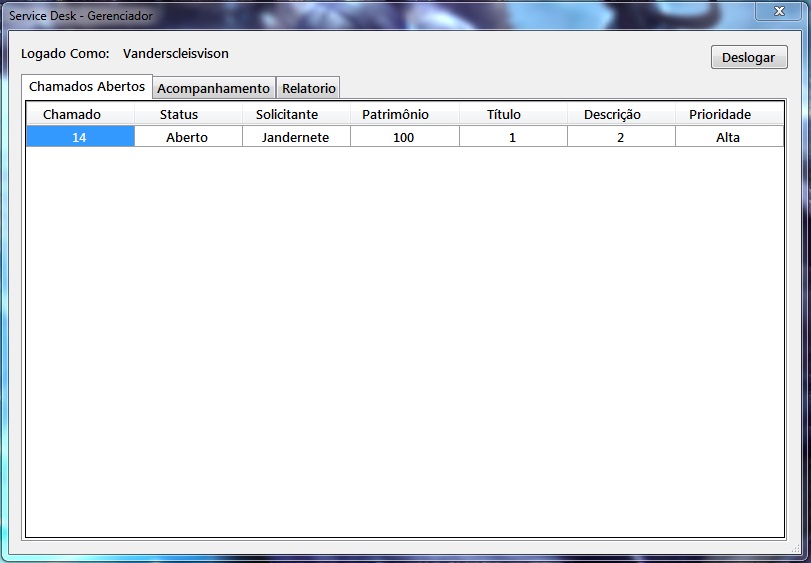 Service Desk - Gerenciador
Logado Como: Vanderscleisvison
Deslogar
Chamados Abertos Acompanhamento Relatorio
Chamado Status Solicitante Patrimônio Título Descrição Prioridade
14 Aberto Jandernete 100 1 2 Alta